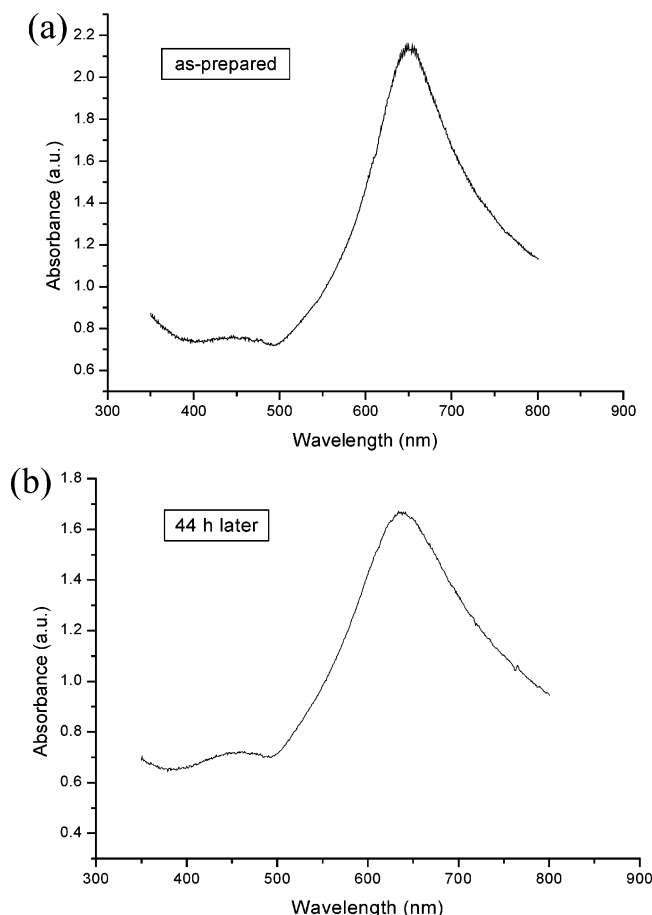 (a)
as-prepared
2.2
2.0
1.8
1.6
1.4
1.2
1.0
0.8
0.6
Absorbance (a.u.)
300 400 500 600 700 800 900
Wavelength (nm)
(b)
44 h later
1.8
1.6
1.4
1.2
1.0
0.8
0.6
0.4
Absorbance (a.u.)
300 400 500 600 700 800 900
Wavelength (nm)